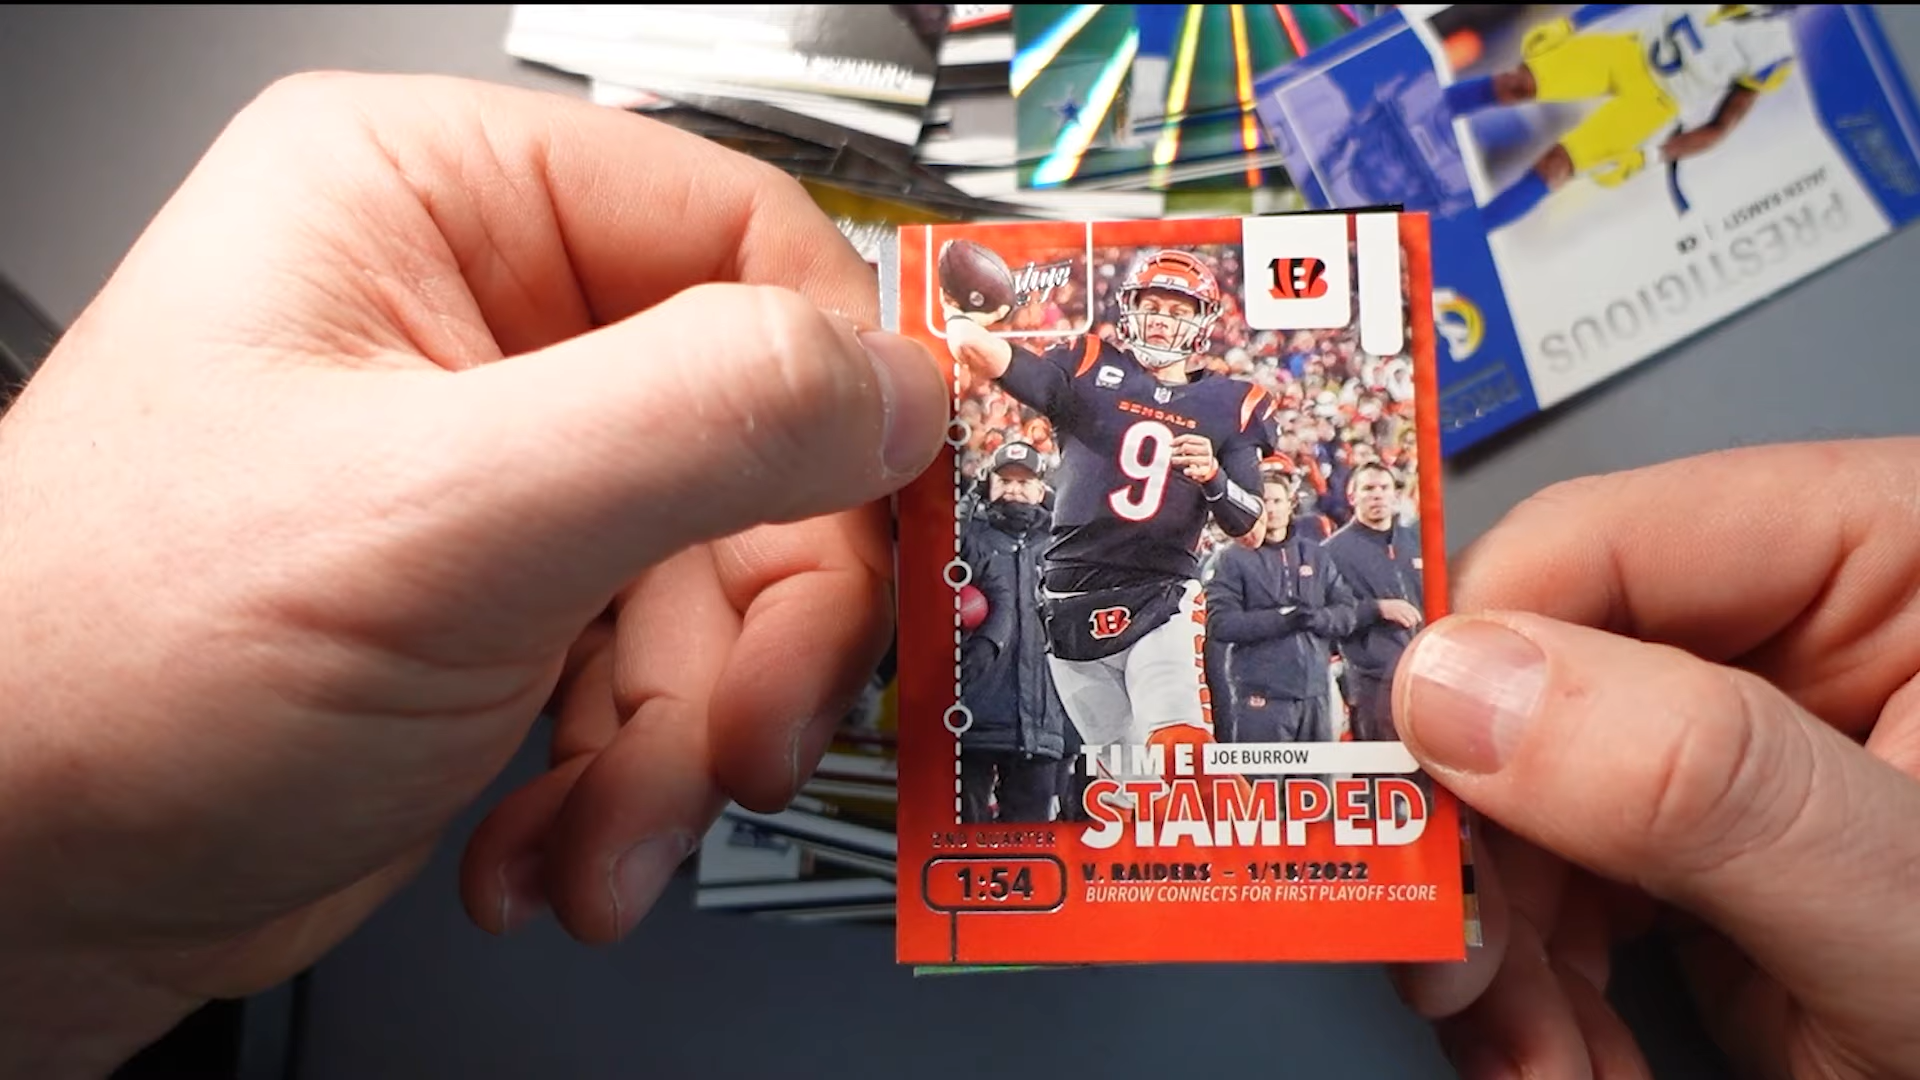 BENGALS
9
C
TIME JOE BURROW
STAMPED
2ND QUARTER
1:54
V. RAIDERS - 1/15/2022
BURROW CONNECTS FOR FIRST PLAYOFF SCORE
5
JALEN RAMSEY | CB
PRESTIGIOUS